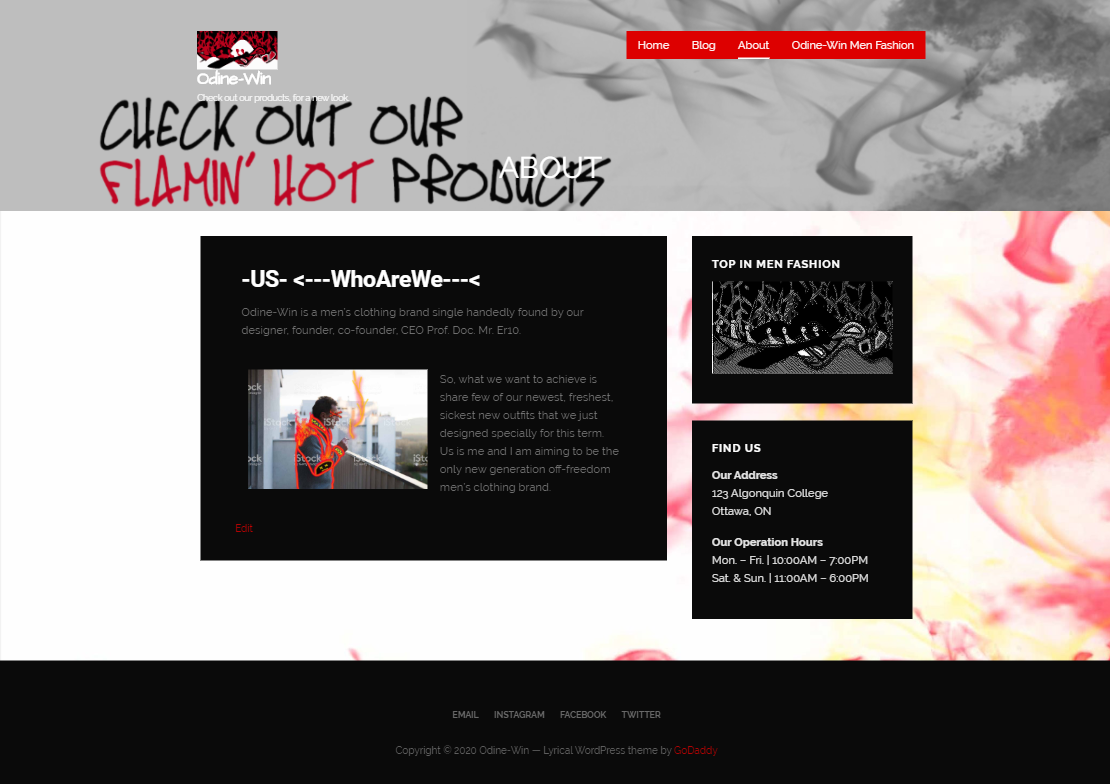 Odine-Win
Check out our products, for a new look.
Home Blog About Odine-Win Men Fashion
CHECK OUT OUR
FLAMIN' HOT PRODUCTS
ABOUT
-US- <---WhoAreWe---<
Odine-Win is a men's clothing brand single handedly found by our
designer, founder, co-founder, CEO Prof. Doc. Mr. Er10.
iStock
iStock
iStock
So, what we want to achieve is
share few of our newest, freshest,
sickest new outfits that we just
designed specially for this term.
Us is me and I am aiming to be the
only new generation off-freedom
men's clothing brand.
Edit
TOP IN MEN FASHION
FIND US
Our Address
123 Algonquin College
Ottawa, ON
Our Operation Hours
Mon. – Fri. | 10:00AM – 7:00PM
Sat. & Sun. | 11:00AM – 6:00PM
EMAIL INSTAGRAM FACEBOOK TWITTER
Copyright © 2020 Odine-Win — Lyrical WordPress theme by GoDaddy